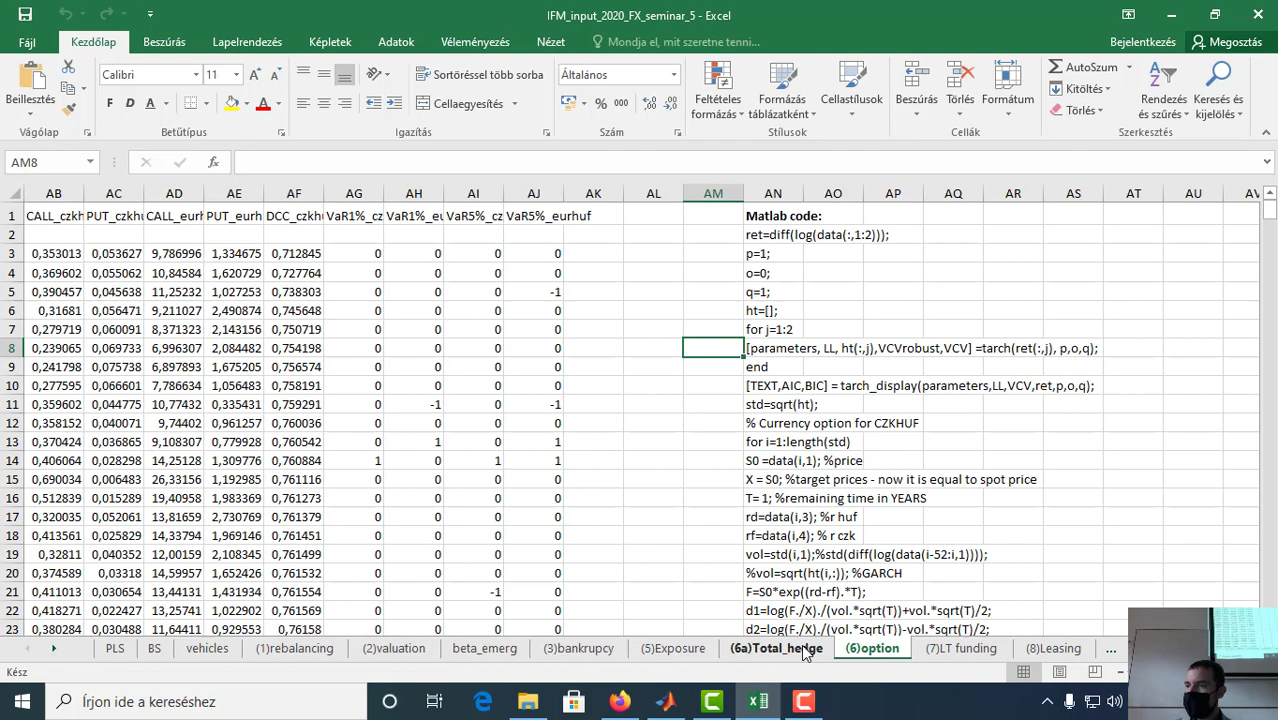 IFM_input_2020_FX_seminar_5 - Excel
Fájl Kezdőlap Beszúrás Lapelrendezés Képletek Adatok Véleményezés Nézet Mondja el, mit szeretne tenni... Bejelentkezés Megosztás
Beillesztés
Calibri 11
F D A
Sortöréssel több sorba
Cellaegyesítés
Általános
% 000
Feltételes formázás
Formázás táblázatként
Cellastílusok
Beszúrás Törlés Formátum
AutoSzum
Kitöltés
Törlés
Rendezés és szűrés
Keresés és kijelölés
Vágólap Betűtípus Igazítás Szám Stílusok Cellák Szerkesztés
AM8 fx
AB AC AD AE AF AG AH AI AJ AK AL AM AN AO AP AQ AR AS AT AU AV
1 CALL_czkh PUT_czkhu CALL_eurh PUT_eurhu DCC_czkhu VaR1%_cz VaR1%_eu VaR5%_cz VaR5%_eurhuf Matlab code:
2 ret=diff(log(data(:,1:2)));
3 0,353013 0,053627 9,786996 1,334675 0,712845 0 0 0 0 p=1;
4 0,369602 0,055062 10,84584 1,620729 0,727764 0 0 0 0 o=0;
5 0,390457 0,045638 11,25232 1,027253 0,738303 0 0 0 -1 q=1;
6 0,31681 0,056471 9,211027 2,490874 0,745648 0 0 0 0 ht=[];
7 0,279719 0,060091 8,371323 2,143156 0,750719 0 0 0 0 for j=1:2
8 0,239065 0,069733 6,996307 2,084482 0,754198 0 0 0 0 [parameters, LL, ht(:,j),VCVrobust,VCV] =tarch(ret(:,j), p,o,q);
9 0,241798 0,075738 6,897893 1,675255 0,756574 0 0 0 0 end
10 0,277595 0,066601 7,781636 1,056483 0,758191 0 0 0 0 [TEXT,AIC,BIC] = tarch_display(parameters,LL,VCV,ret,p,o,q);
11 0,359602 0,044775 10,77432 0,335431 0,759291 0 -1 0 -1 std=sqrt(ht);
12 0,358152 0,040071 9,74402 0,961257 0,760036 0 0 0 0 % Currency option for CZKHUF
13 0,370424 0,036865 9,108307 0,779928 0,760542 0 1 0 1 for i=1:length(std)
14 0,406064 0,028298 14,25128 1,309776 0,760884 1 0 1 1 S0 =data(i,1); %price
15 0,690034 0,006483 26,33156 1,192985 0,761116 0 0 0 0 X = S0; %target prices - now it is equal to spot price
16 0,512839 0,015289 19,40958 1,983369 0,761273 0 0 0 0 T= 1; %remaining time in YEARS
17 0,320035 0,052061 13,81659 2,730769 0,761379 0 0 0 0 rd=data(i,3); %r huf
18 0,413561 0,025829 14,33794 1,969146 0,761451 0 0 0 0 rf=data(i,4); % r czk
19 0,32811 0,040352 12,00159 2,108345 0,761499 0 0 0 0 vol=std(i,1);%std(diff(log(data(i-52:i,1))));
20 0,374589 0,03318 14,59957 1,652426 0,761532 0 0 0 0 %vol=sqrt(ht(i,:)); %GARCH
21 0,411013 0,030654 13,44131 1,431934 0,761554 0 0 -1 0 F=S0*exp((rd-rf).*T);
22 0,418271 0,022427 13,25741 1,022902 0,761569 0 0 0 0 d1=log(F./X)./(vol.*sqrt(T))+vol.*sqrt(T)/2;
23 0,380284 0,030488 11,64411 0,929553 0,76158 0 0 0 0 d2=log(F./X)./(vol.*sqrt(T))-vol.*sqrt(T)/2;
PLS BS vehicles (1)rebalancing (2)valuation beta_emerg (3)bankrupcy (5)Exposure (6a)Total_hedge (6)option (7)LT funding (8)Leasing ...
Kész
Írjon ide a kereséshez